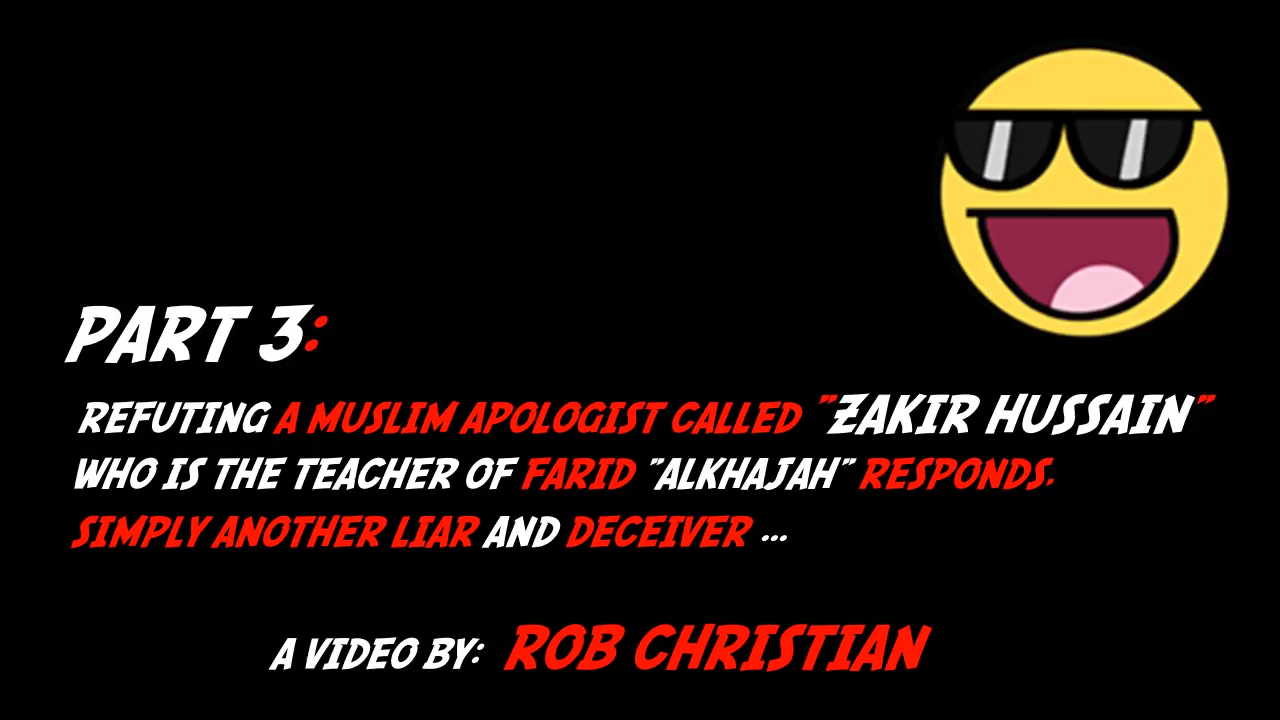 PART 3:
REFUTING A MUSLIM APOLOGIST CALLED "ZAKIR HUSSAIN"
WHO IS THE TEACHER OF FARID "ALKHAJAH" RESPONDS.
SIMPLY ANOTHER LIAR AND DECEIVER ...
A VIDEO BY: ROB CHRISTIAN